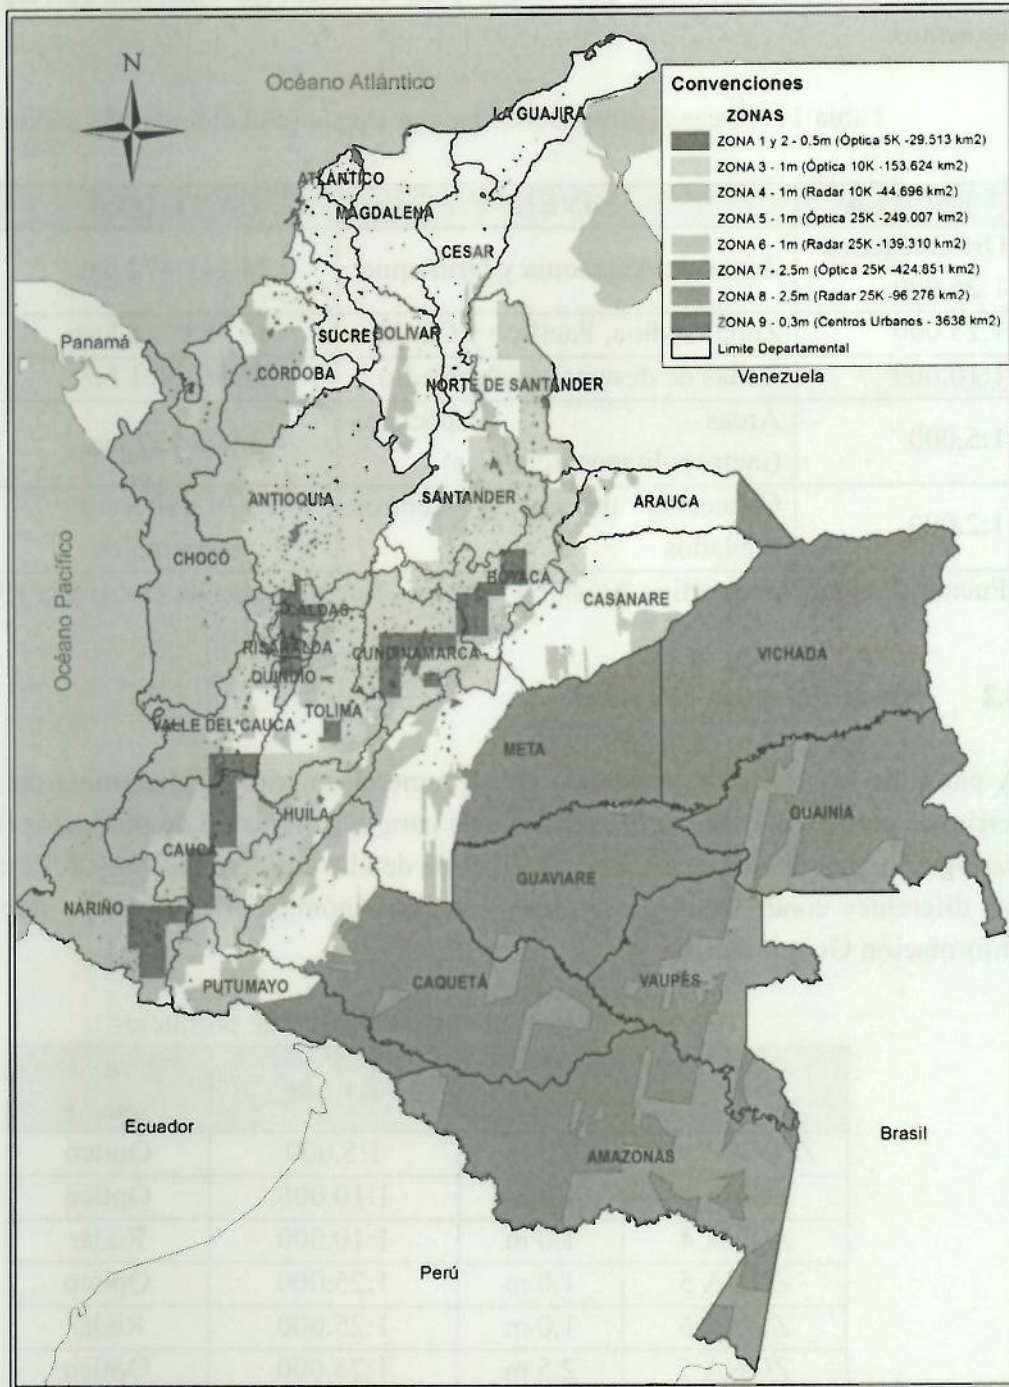 N
Océano Atlántico
LA GUAJIRA
Convenciones
ZONAS
ZONA 1 y 2 - 0.5m (Óptica 5K -29.513 km2)
ZONA 3 - 1m (Óptica 10K -153.624 km2)
ZONA 4 - 1m (Radar 10K -44.696 km2)
ZONA 5 - 1m (Óptica 25K -249.007 km2)
ZONA 6 - 1m (Radar 25K -139.310 km2)
ZONA 7 - 2.5m (Óptica 25K -424.851 km2)
ZONA 8 - 2.5m (Radar 25K -96 276 km2)
ZONA 9 - 0.3m (Centros Urbanos - 3638 km2)
Limite Departamental
ATLÁNTICO
MAGDALENA
CESAR
SUCRE
BOLÍVAR
Panamá
CÓRDOBA
NORTE DE SANTANDER
Venezuela
ANTIOQUIA
SANTANDER
ARAUCA
Océano Pacífico
CHOCÓ
BOYACÁ
CASANARE
CALDAS
RISARALDA
CUNDINAMARCA
VICHADA
QUINDIO
TOLIMA
VALLE DEL CAUCA
META
HUILA
GUAINÍA
CAUCA
GUAVIARE
NARIÑO
PUTUMAYO
CAQUETÁ
VAUPÉS
Ecuador
Brasil
AMAZONAS
Perú